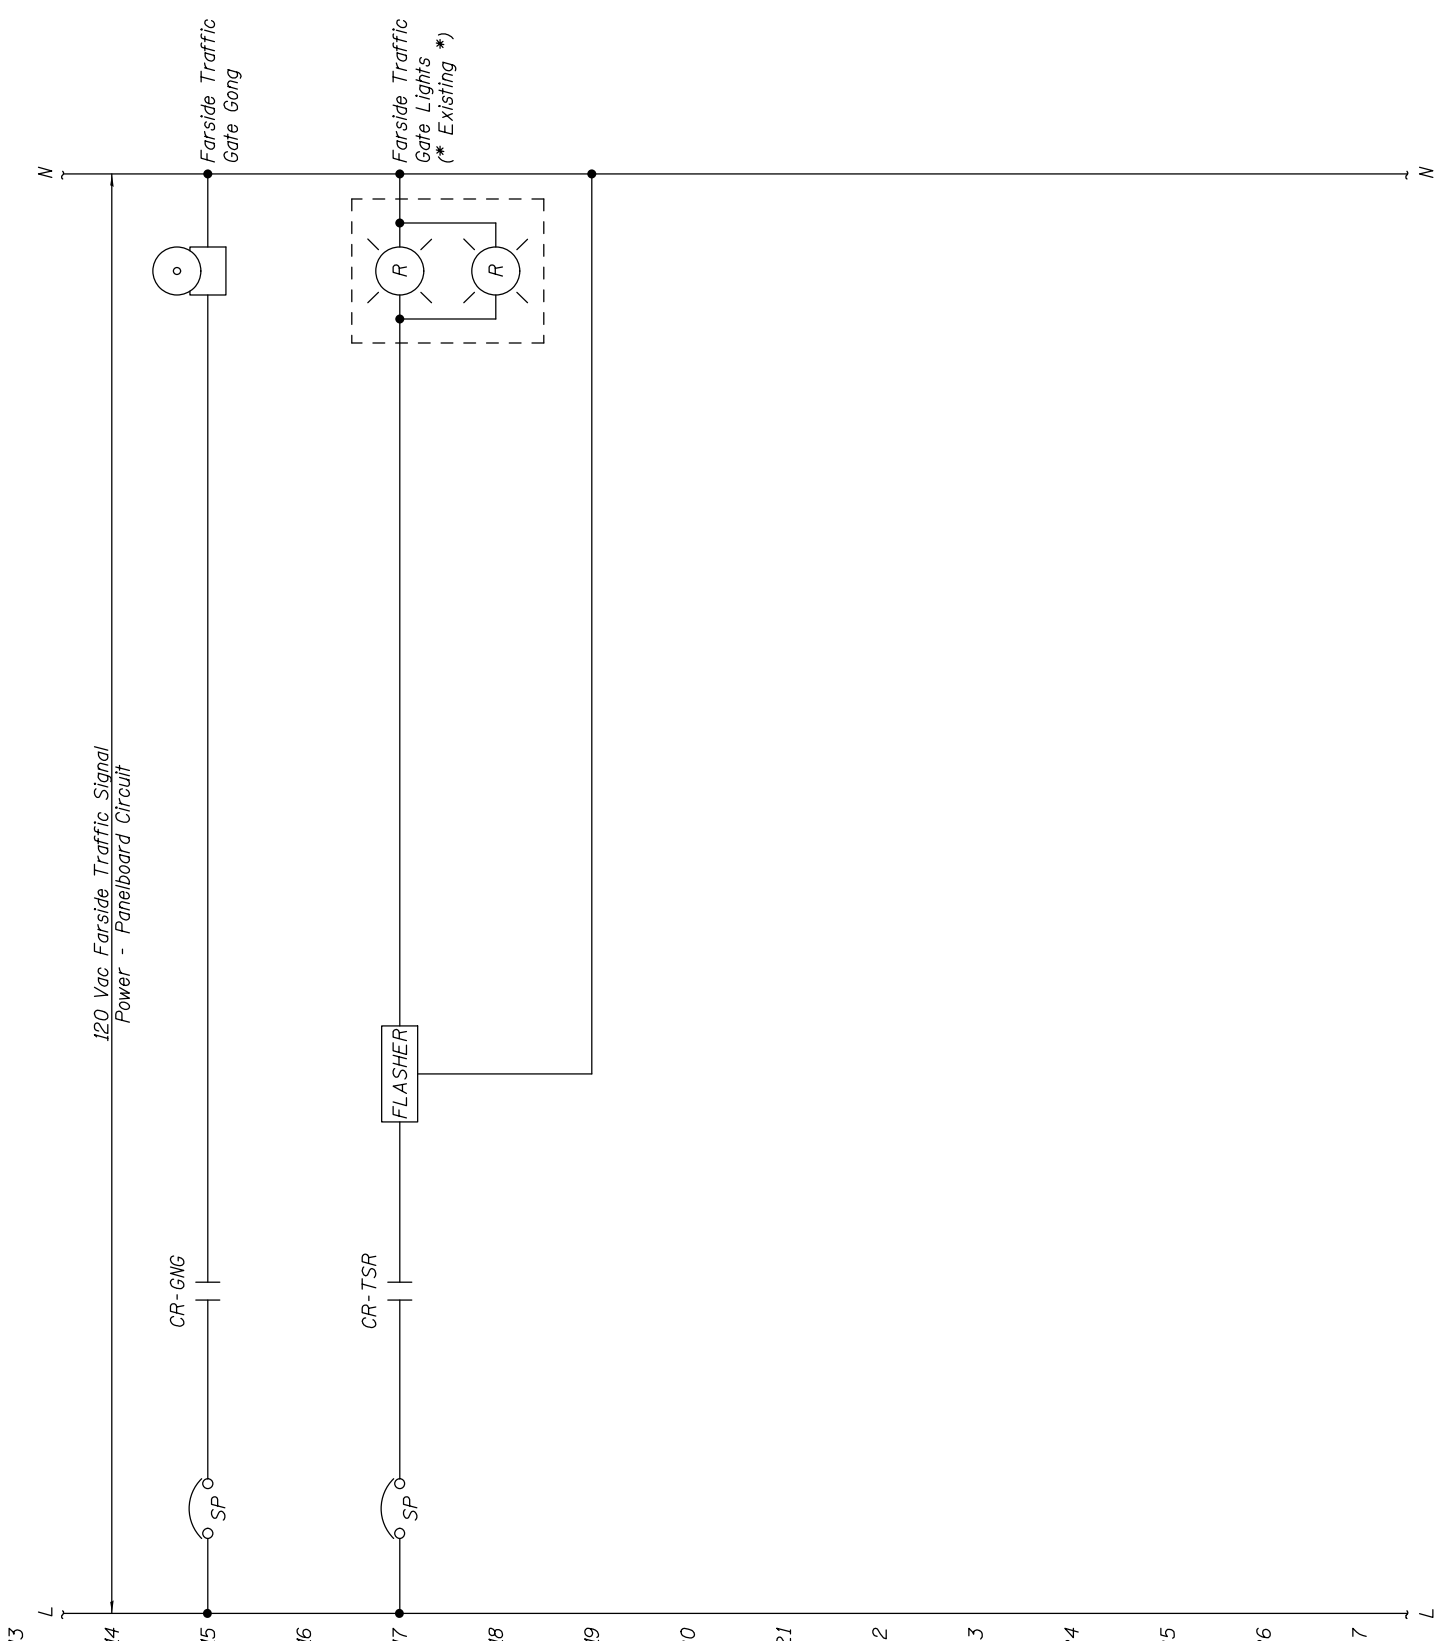 L
N
120 Vac Farside Traffic Signal
Power - Panelboard Circuit
SP
CR-GNG
Farside Traffic
Gate Gong
SP
CR-TSR
FLASHER
R
R
Farside Traffic
Gate Lights
(* Existing *)
L
N